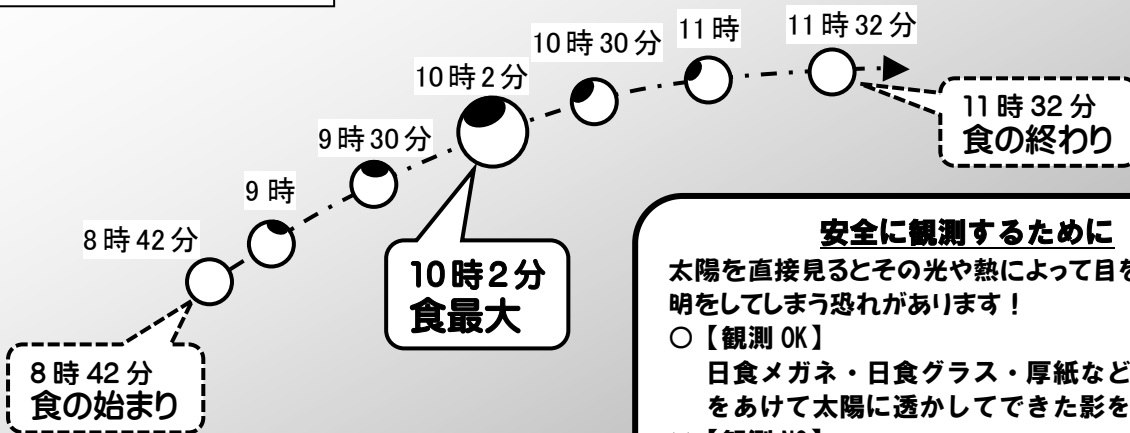 8時42分
9時
9時30分
10時2分
10時30分
11時
11時32分
8時42分
食の始まり
10時2分
食最大
11時32分
食の終わり
安全に観測するために
太陽を直接見るとその光や熱によって目を
明をしてしまう恐れがあります！
○【観測OK】
日食メガネ・日食グラス・厚紙など
をあけて太陽に透かしてできた影を